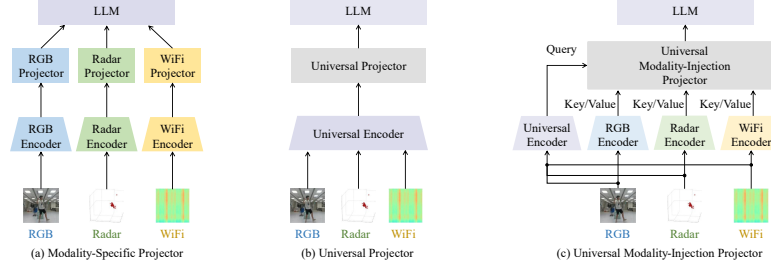 LLM
RGB
Projector
Radar
Projector
WiFi
Projector
RGB
Encoder
Radar
Encoder
WiFi
Encoder
RGB
Radar
WiFi
(a) Modality-Specific Projector
LLM
Universal Projector
Universal Encoder
RGB
Radar
WiFi
(b) Universal Projector
LLM
Query
Universal
Modality-Injection
Projector
Key/Value
Key/Value
Key/Value
Universal
Encoder
RGB
Encoder
Radar
Encoder
WiFi
Encoder
RGB
Radar
WiFi
(c) Universal Modality-Injection Projector